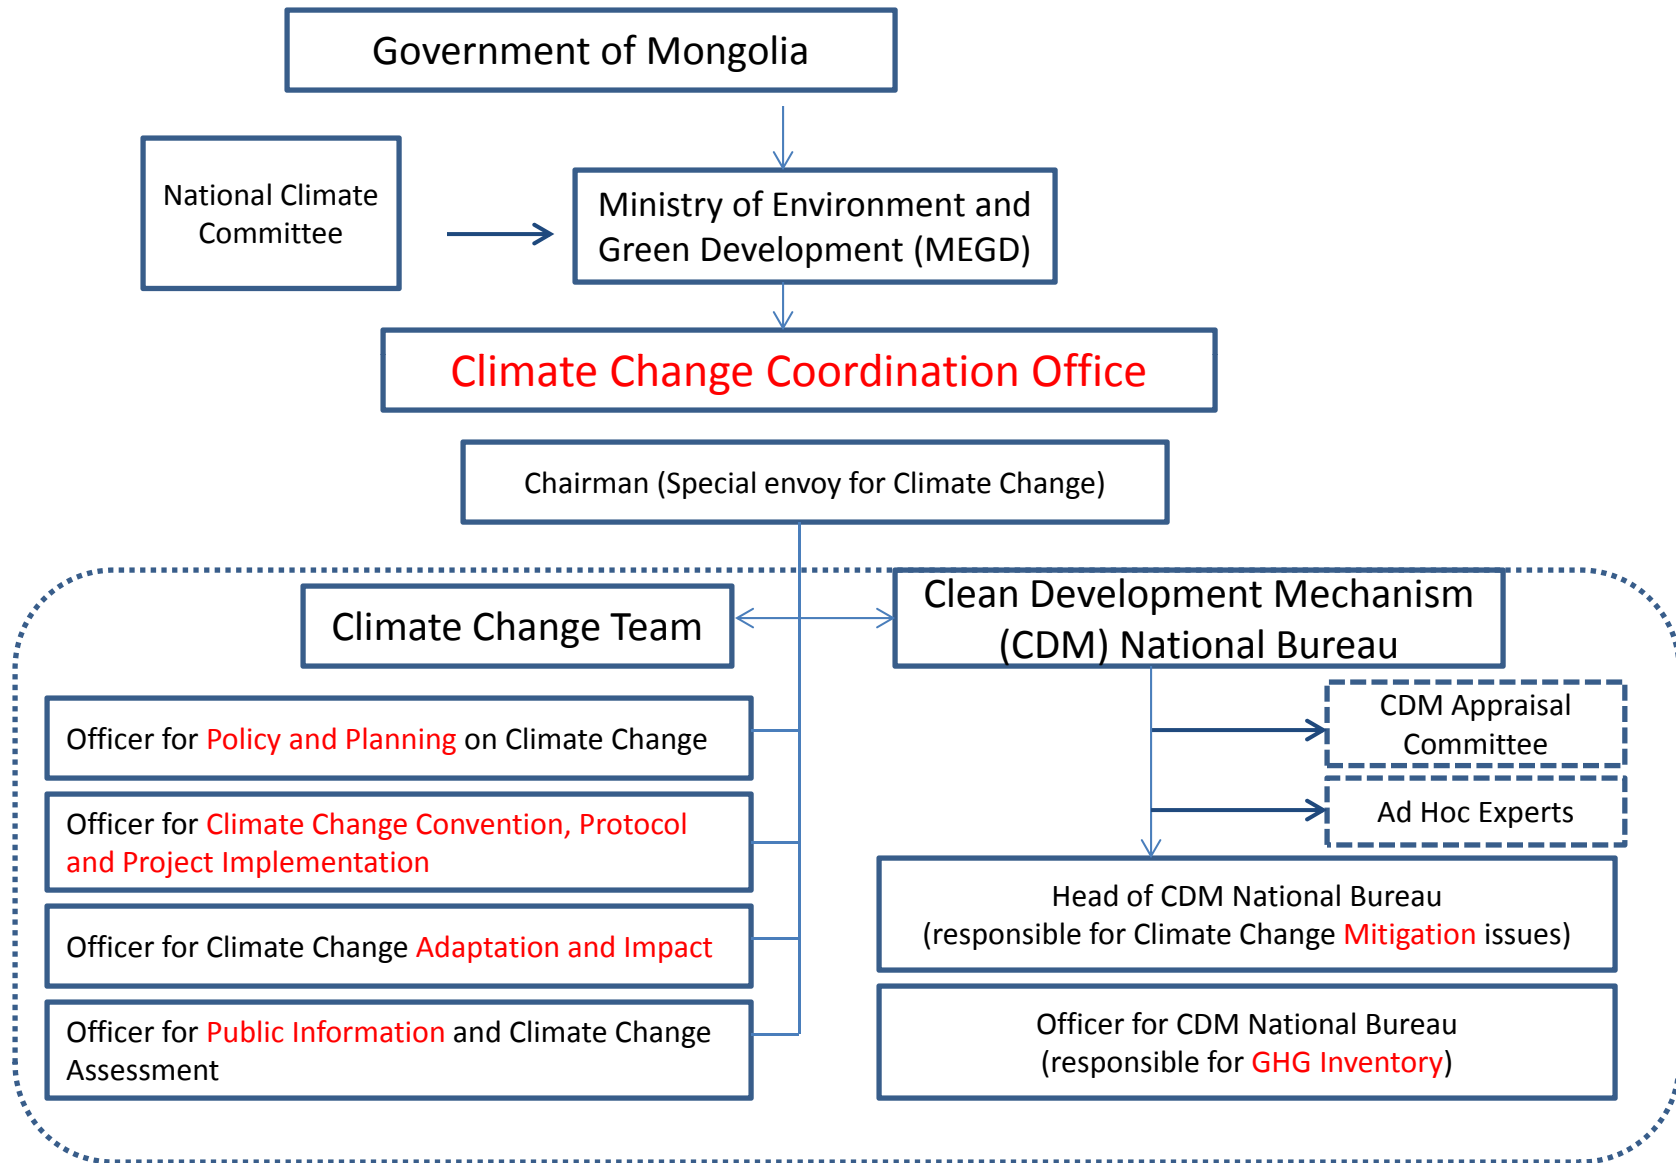 Government of Mongolia
National Climate
Committee
Ministry of Environment and
Green Development (MEGD)
Climate Change Coordination Office
Chairman (Special envoy for Climate Change)
Climate Change Team
Clean Development Mechanism
(CDM) National Bureau
Officer for Policy and Planning on Climate Change
Officer for Climate Change Convention, Protocol
and Project Implementation
Officer for Climate Change Adaptation and Impact
Officer for Public Information and Climate Change
Assessment
CDM Appraisal
Committee
Ad Hoc Experts
Head of CDM National Bureau
(responsible for Climate Change Mitigation issues)
Officer for CDM National Bureau
(responsible for GHG Inventory)